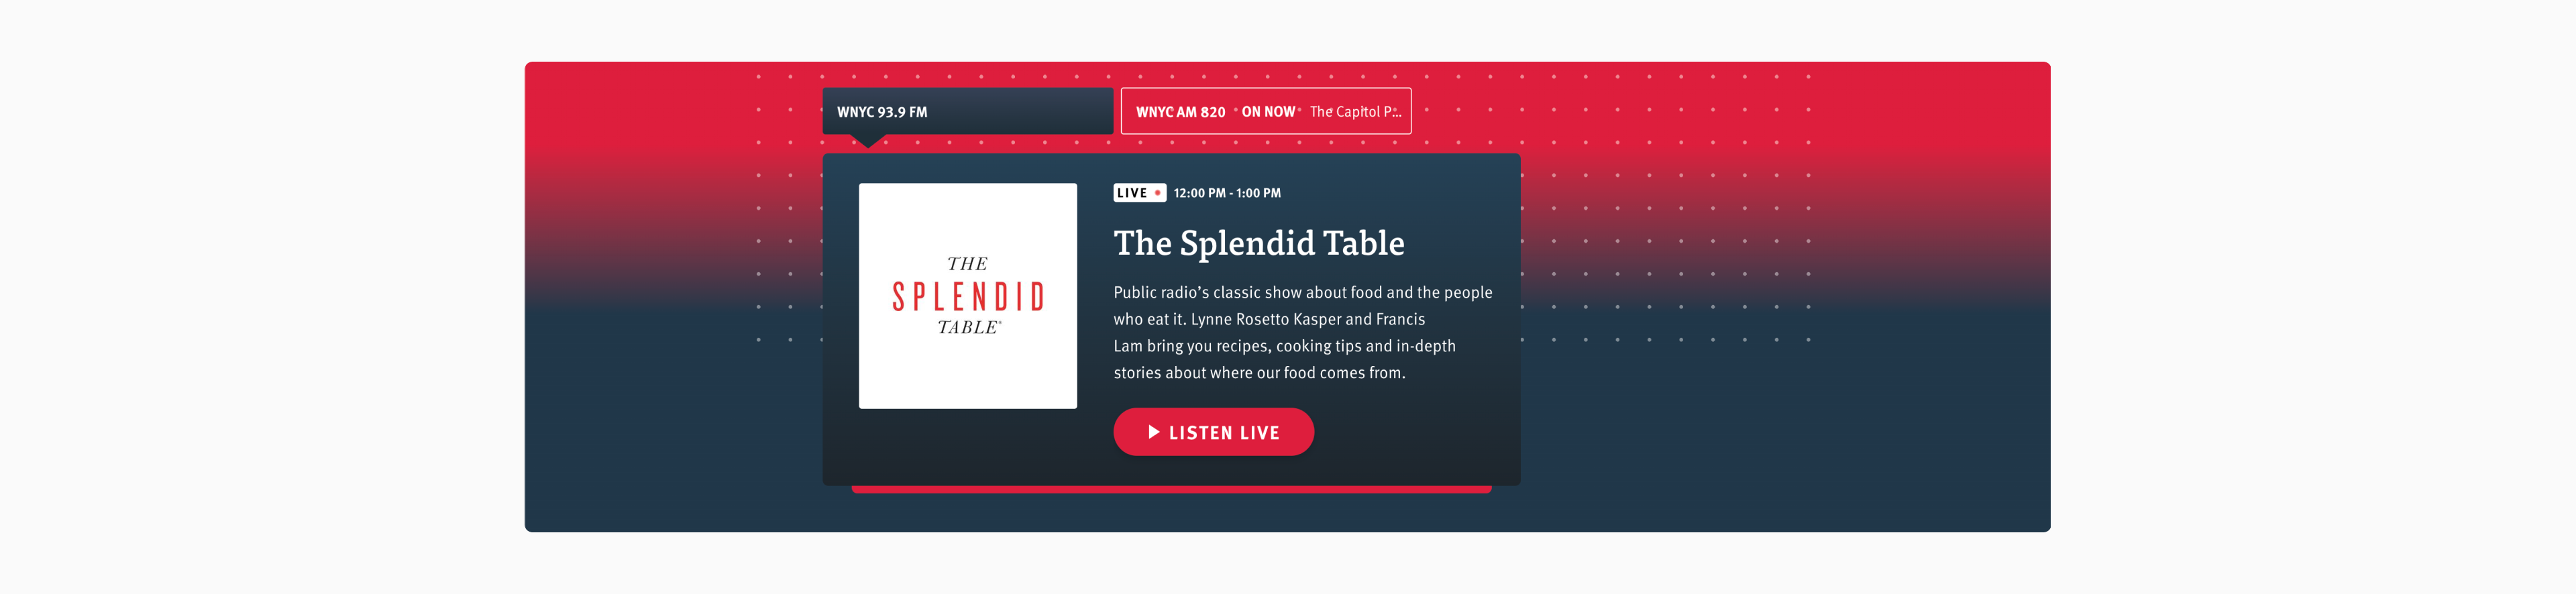 WNYC 93.9 FM
WNYC AM 820 • ON NOW • The Capitol P...
LIVE 12:00 PM - 1:00 PM
The Splendid Table
THE
SPLENDID
TABLE®
Public radio’s classic show about food and the people
who eat it. Lynne Rosetto Kasper and Francis
Lam bring you recipes, cooking tips and in-depth
stories about where our food comes from.
LISTEN LIVE